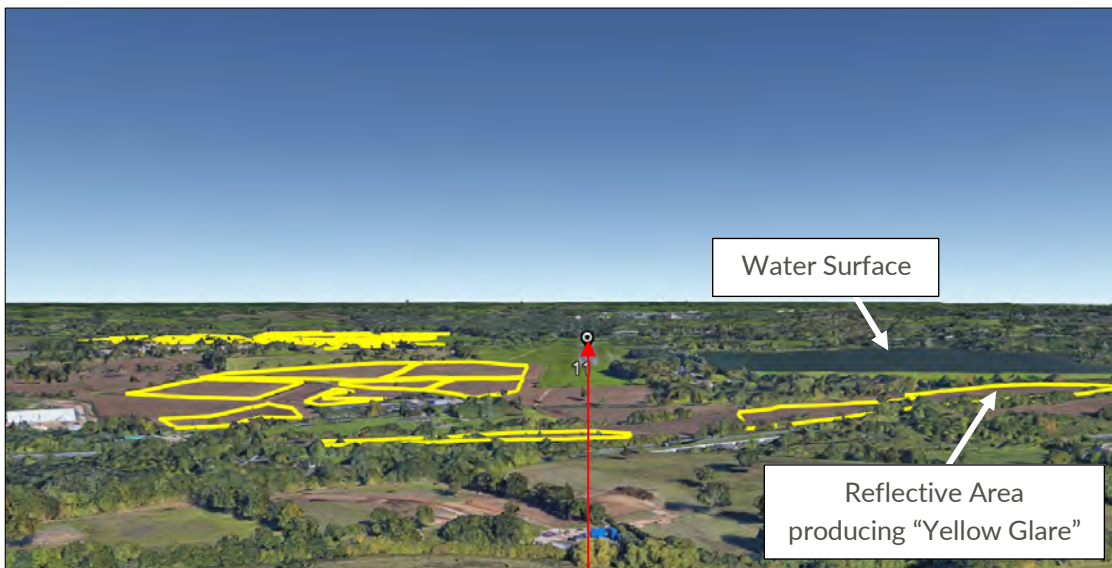 Water Surface
11
Reflective Area
producing “Yellow Glare”